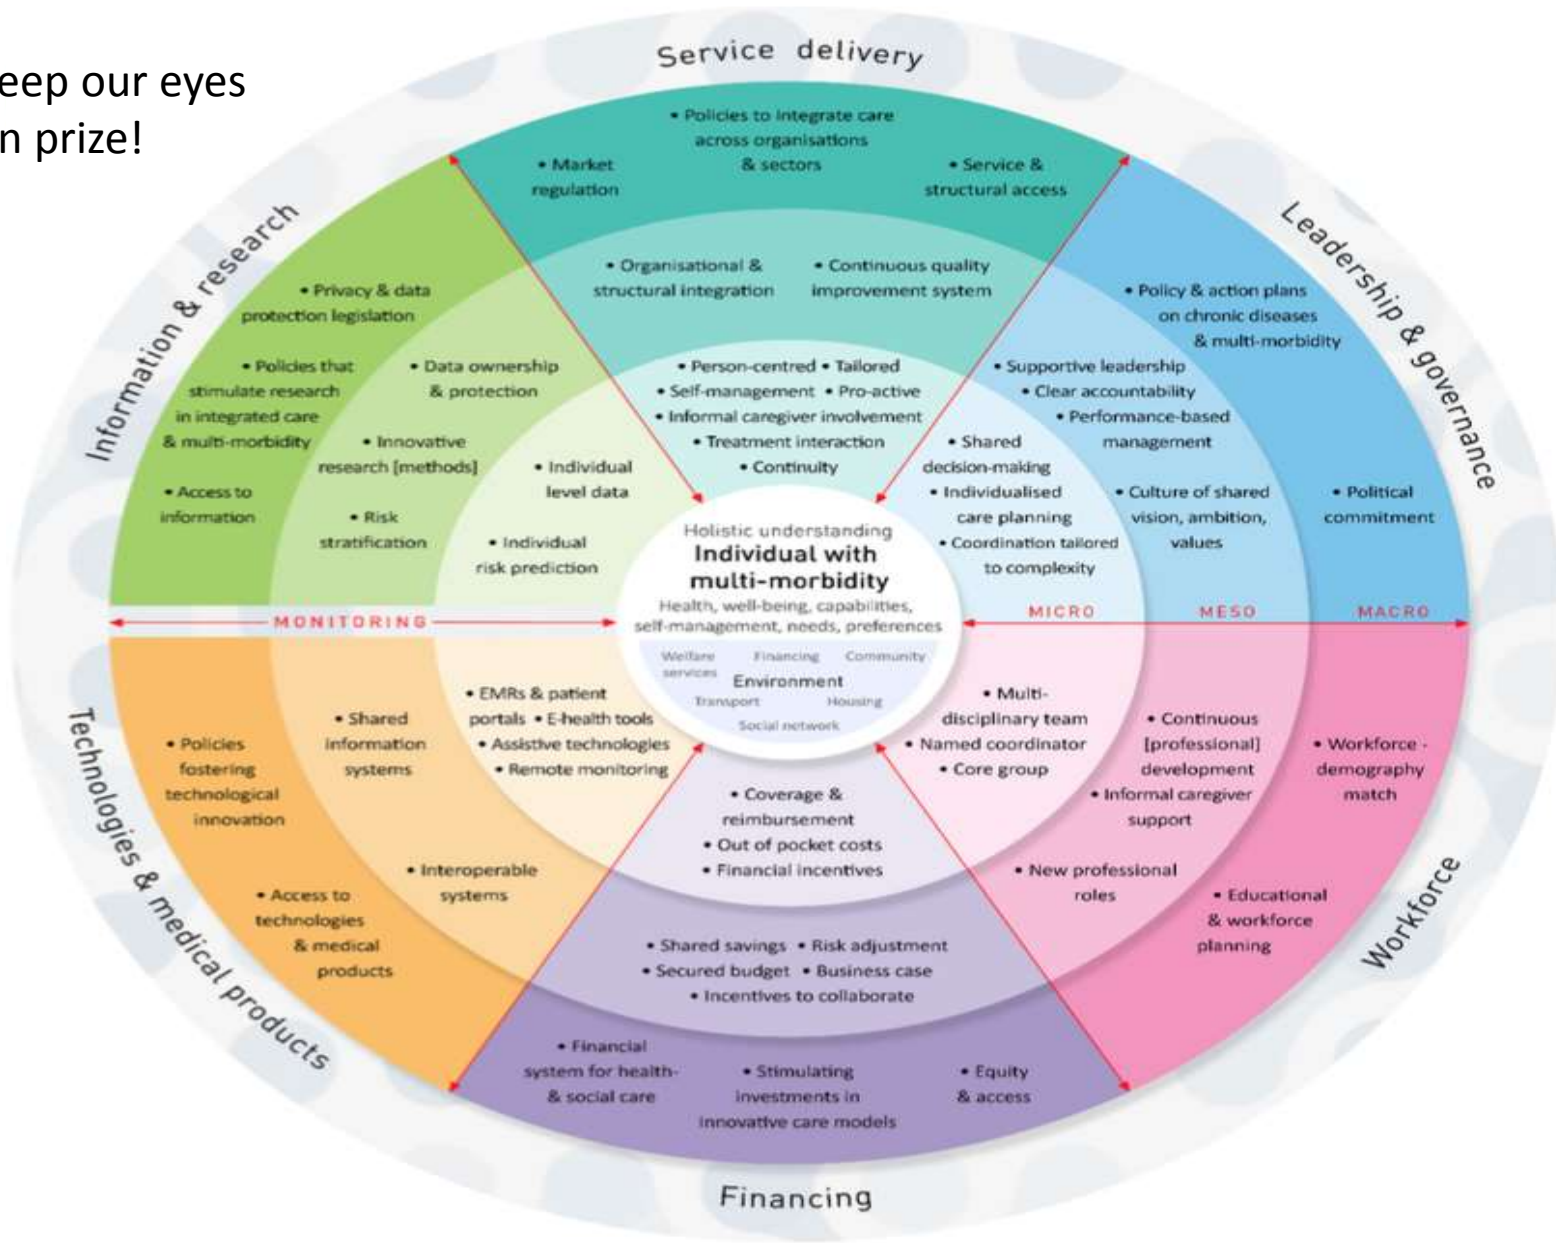 eep our eyes
n prize!
Service delivery
• Policies to integrate care
across organisations
& sectors
• Market
regulation
• Service &
structural access
• Organisational &
structural integration
• Continuous quality
improvement system
• Person-centred • Tailored
• Self-management • Pro-active
• Informal caregiver involvement
• Treatment interaction
• Continuity
Leadership & governance
• Policy & action plans
on chronic diseases
& multi-morbidity
• Political
commitment
• Supportive leadership
• Clear accountability
• Performance-based
management
• Culture of shared
vision, ambition,
values
• Shared
decision-making
• Individualised
care planning
• Coordination tailored
to complexity
MICRO
MESO
MACRO
Workforce
• Multi-
disciplinary team
• Named coordinator
• Core group
• Continuous
[professional]
development
• Informal caregiver
support
• New professional
roles
• Workforce -
demography
match
• Educational
& workforce
planning
Financing
• Coverage &
reimbursement
• Out of pocket costs
• Financial incentives
• Shared savings • Risk adjustment
• Secured budget • Business case
• Incentives to collaborate
• Financial
system for health-
& social care
• Stimulating
investments in
innovative care models
• Equity
& access
Technologies & medical products
• EMRs & patient
portals • E-health tools
• Assistive technologies
• Remote monitoring
• Shared
information
systems
• Interoperable
systems
• Policies
fostering
technological
innovation
• Access to
technologies
& medical
products
MONITORING
Information & research
• Privacy & data
protection legislation
• Policies that
stimulate research
in integrated care
& multi-morbidity
• Access to
information
• Data ownership
& protection
• Innovative
research [methods]
• Risk
stratification
• Individual
level data
• Individual
risk prediction
Holistic understanding
Individual with
multi-morbidity
Health, well-being, capabilities,
self-management, needs, preferences
Welfare
services
Financing
Community
Environment
Transport
Housing
Social network